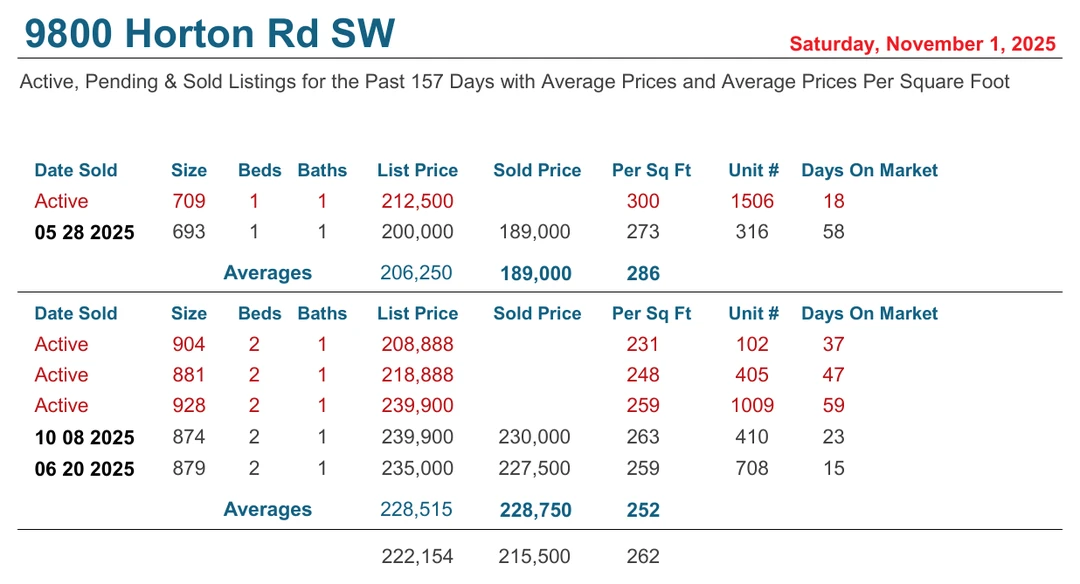 9800 Horton Rd SW
Saturday, November 1, 2025
Active, Pending & Sold Listings for the Past 157 Days with Average Prices and Average Prices Per Square Foot
Date Sold Size Beds Baths List Price Sold Price Per Sq Ft Unit # Days On Market
Active 709 1 1 212,500 300 1506 18
05 28 2025 693 1 1 200,000 189,000 273 316 58
Averages 206,250 189,000 286
Date Sold Size Beds Baths List Price Sold Price Per Sq Ft Unit # Days On Market
Active 904 2 1 208,888 231 102 37
Active 881 2 1 218,888 248 405 47
Active 928 2 1 239,900 259 1009 59
10 08 2025 874 2 1 239,900 230,000 263 410 23
06 20 2025 879 2 1 235,000 227,500 259 708 15
Averages 228,515 228,750 252
222,154 215,500 262